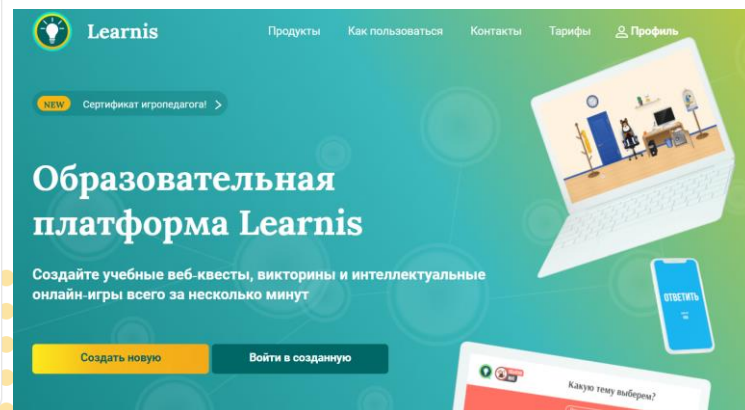 Learnis
Продукты
Как пользоваться
Контакты
Тарифы
Профиль
NEW
Сертификат игропедагога!
Образовательная
платформа Learnis
Создайте учебные веб-квесты, викторины и интеллектуальные
онлайн-игры всего за несколько минут
ОТВЕТИТЬ
Создать новую
Войти в созданную
Какую тему выберем?